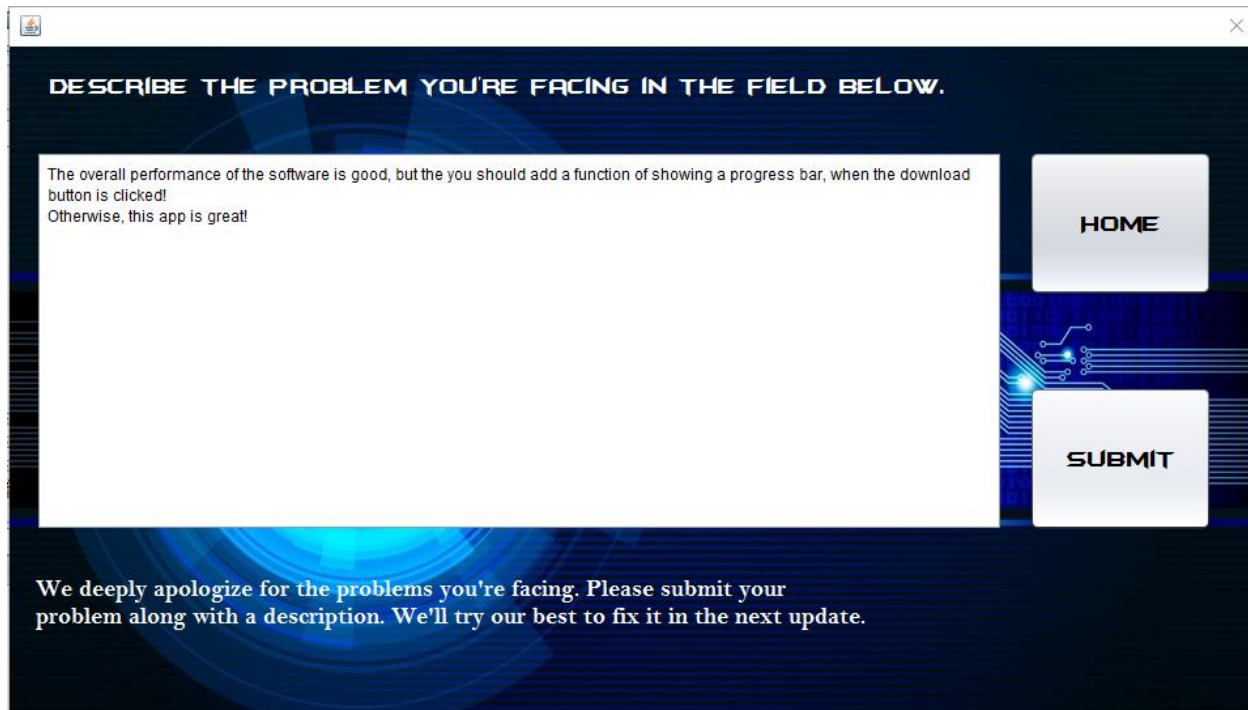 DESCRIBE THE PROBLEM YOU'RE FACING IN THE FIELD BELOW.
The overall performance of the software is good, but the you should add a function of showing a progress bar, when the download
button is clicked!
Otherwise, this app is great!
HOME
SUBMIT
We deeply apologize for the problems you're facing. Please submit your
problem along with a description. We'll try our best to fix it in the next update.